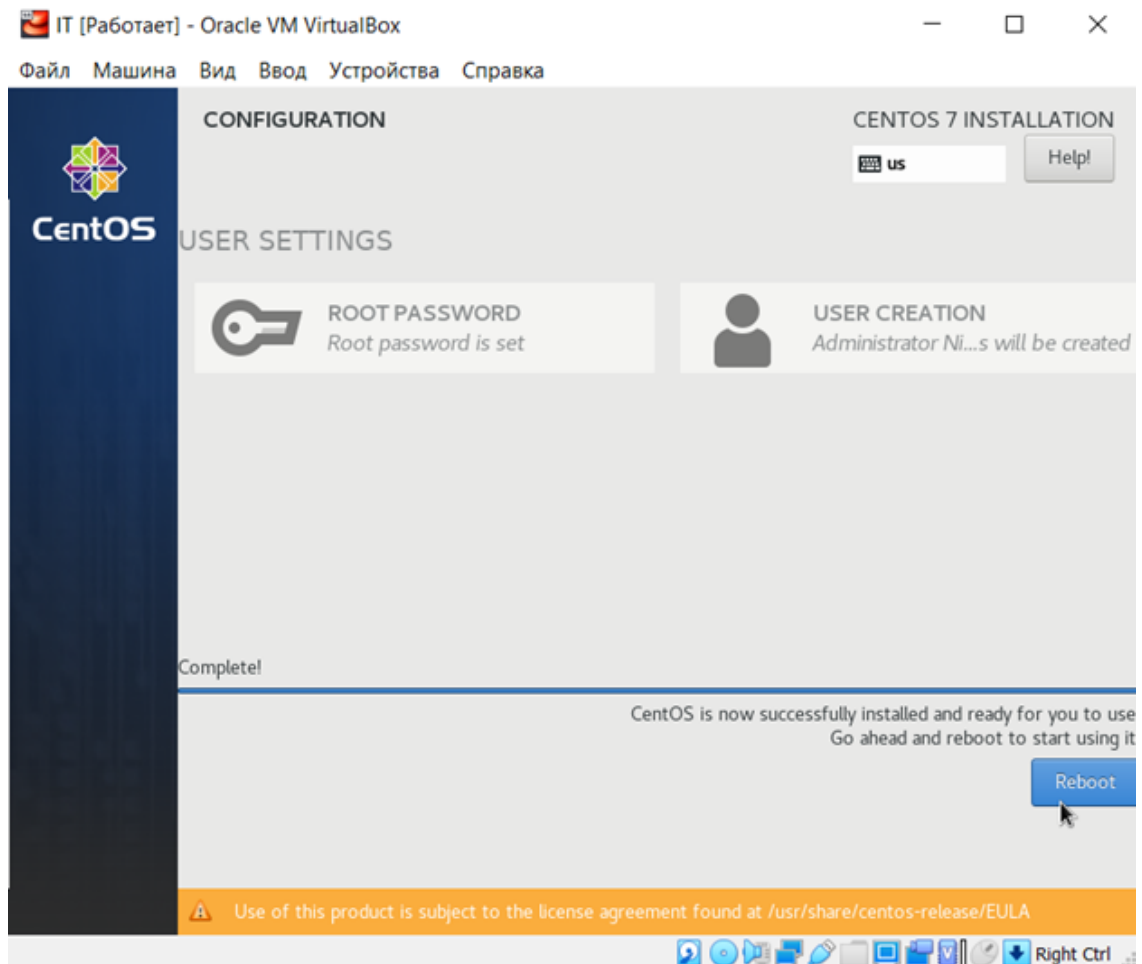 IT [Работает] - Oracle VM VirtualBox
Файл Машина Вид Ввод Устройства Справка
CONFIGURATION
CENTOS 7 INSTALLATION
us
Help!
CentOS
USER SETTINGS
ROOT PASSWORD
Root password is set
USER CREATION
Administrator Ni...s will be created
Complete!
CentOS is now successfully installed and ready for you to use
Go ahead and reboot to start using it
Reboot
Use of this product is subject to the license agreement found at /usr/share/centos-release/EULA
Right Ctrl